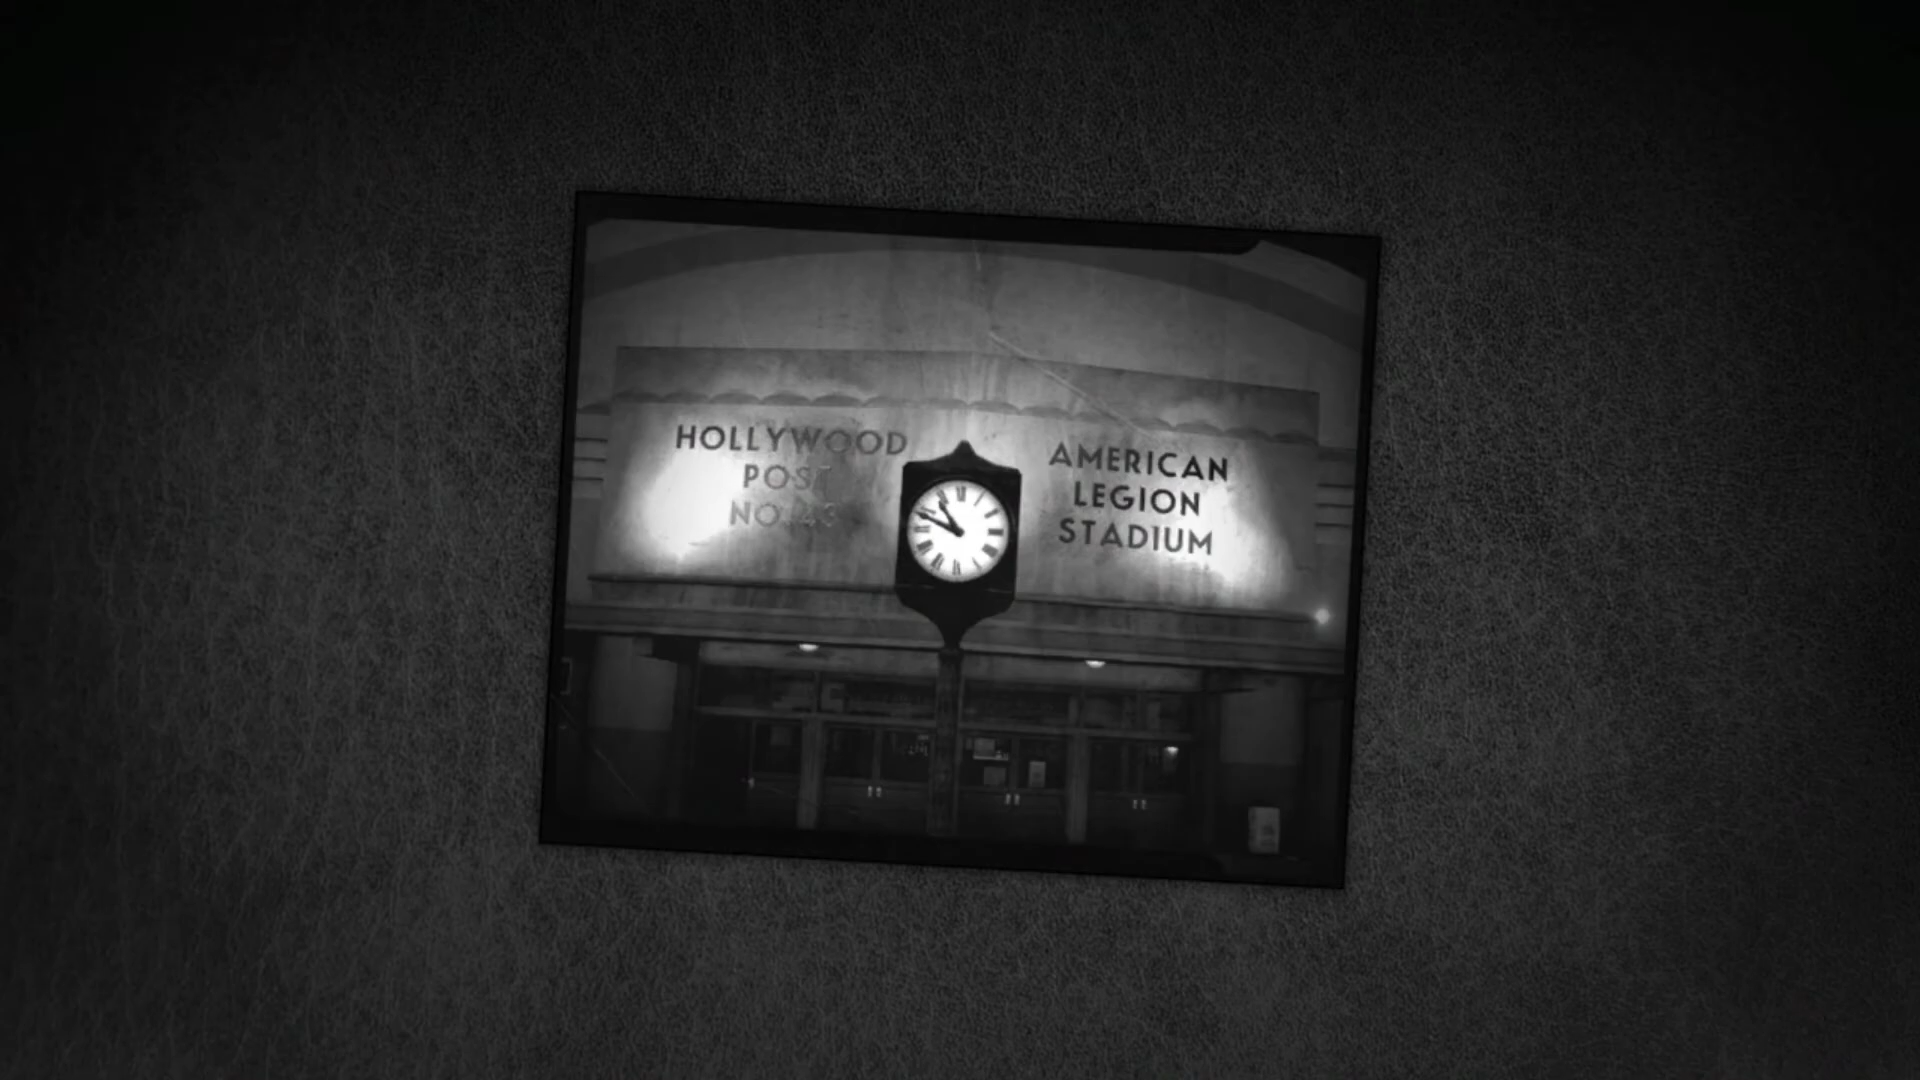 HOLLYWOOD
POST
NO. 43
AMERICAN
LEGION
STADIUM